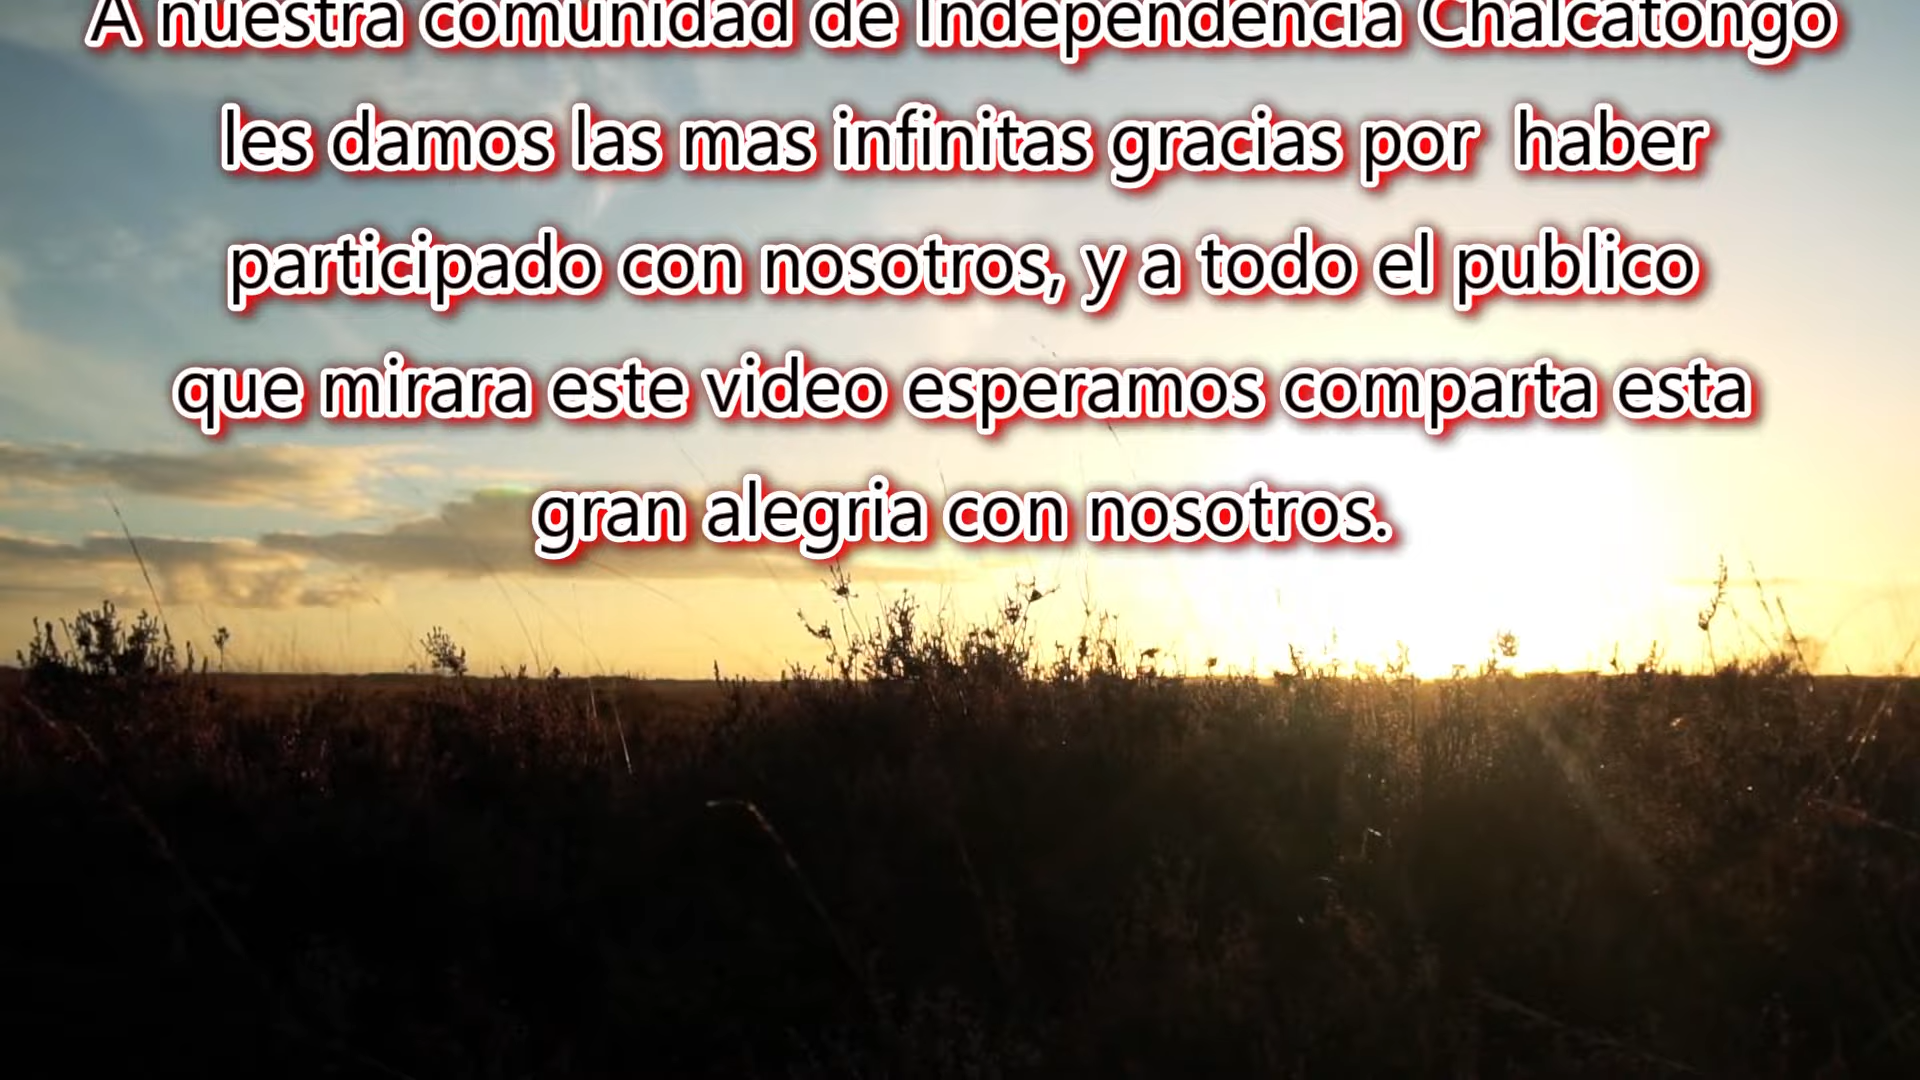 A nuestra comunidad de Independencia Chalcatongo
les damos las mas infinitas gracias por  haber
participado con nosotros, y a todo el publico
que mirara este video esperamos comparta esta
gran alegria con nosotros.